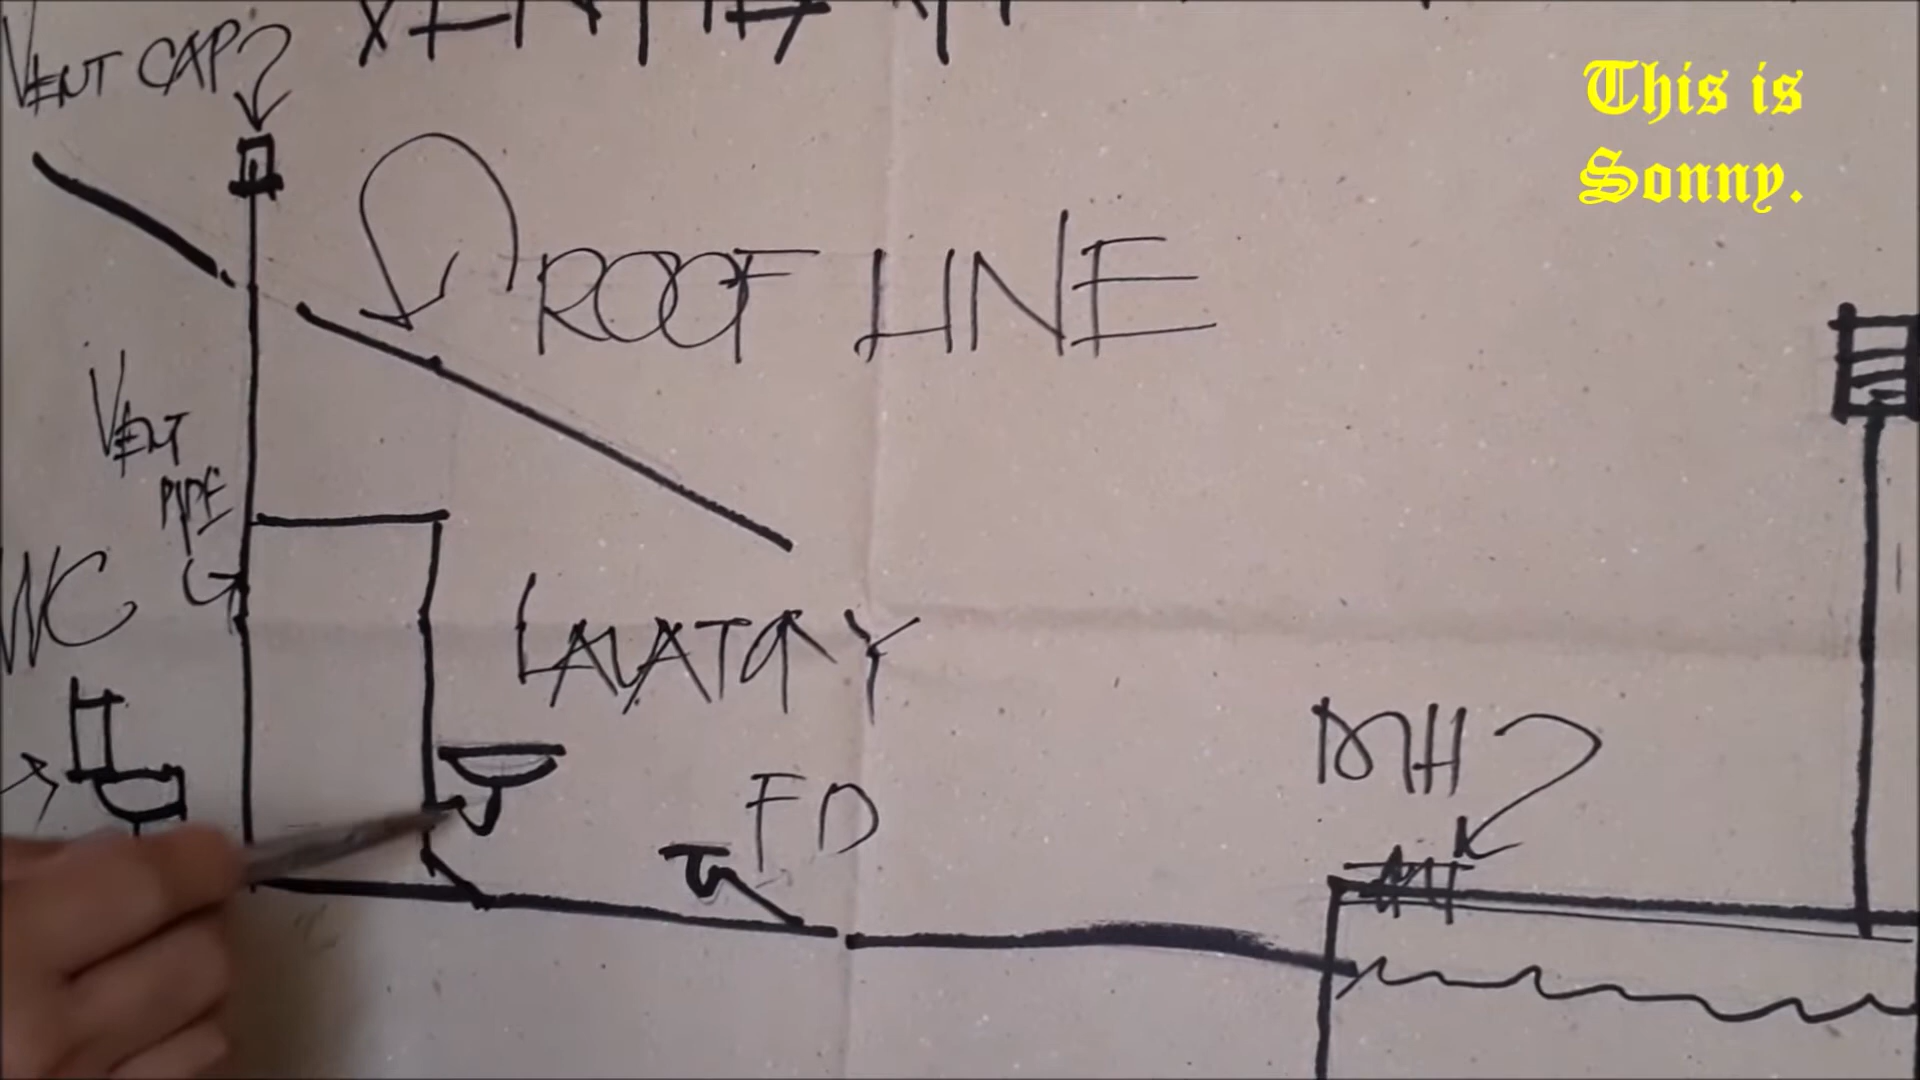 VENT CAP
This is
Sonny.
ROOF LINE
VENT
PIPE
WC
LAVATORY
FD
MH